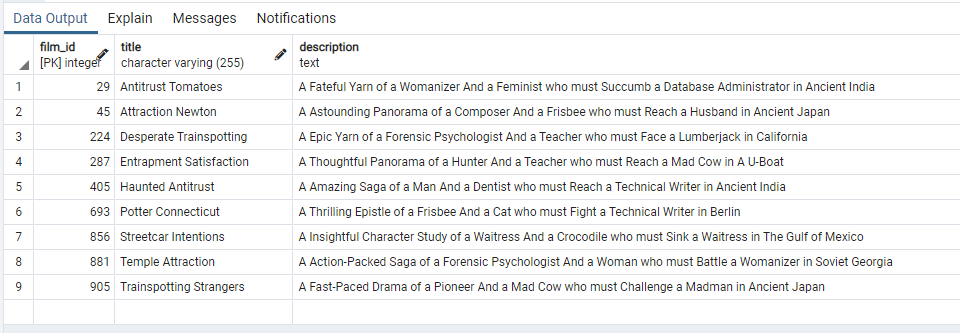 Data Output Explain Messages Notifications
film_id title description
[PK] integer character varying (255) text
1 29 Antitrust Tomatoes A Fateful Yarn of a Womanizer And a Feminist who must Succumb a Database Administrator in Ancient India
2 45 Attraction Newton A Astounding Panorama of a Composer And a Frisbee who must Reach a Husband in Ancient Japan
3 224 Desperate Trainspotting A Epic Yarn of a Forensic Psychologist And a Teacher who must Face a Lumberjack in California
4 287 Entrapment Satisfaction A Thoughtful Panorama of a Hunter And a Teacher who must Reach a Mad Cow in A U-Boat
5 405 Haunted Antitrust A Amazing Saga of a Man And a Dentist who must Reach a Technical Writer in Ancient India
6 693 Potter Connecticut A Thrilling Epistle of a Frisbee And a Cat who must Fight a Technical Writer in Berlin
7 856 Streetcar Intentions A Insightful Character Study of a Waitress And a Crocodile who must Sink a Waitress in The Gulf of Mexico
8 881 Temple Attraction A Action-Packed Saga of a Forensic Psychologist And a Woman who must Battle a Womanizer in Soviet Georgia
9 905 Trainspotting Strangers A Fast-Paced Drama of a Pioneer And a Mad Cow who must Challenge a Madman in Ancient Japan